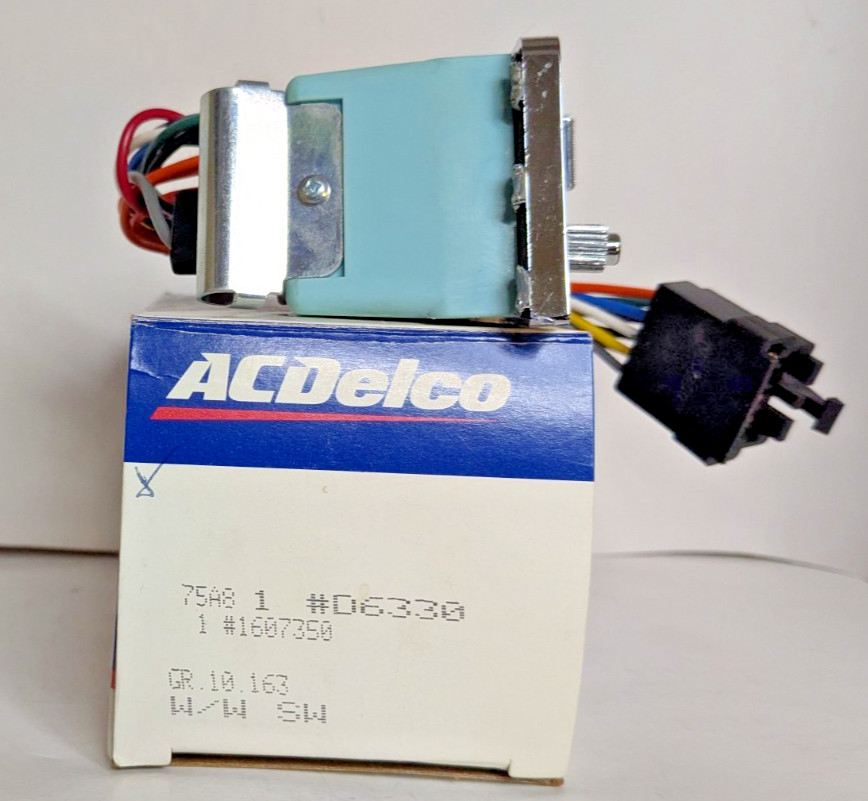 ACDelco
75A8 1 #D6330
1 #1607350
GR.10.163
W/W SW